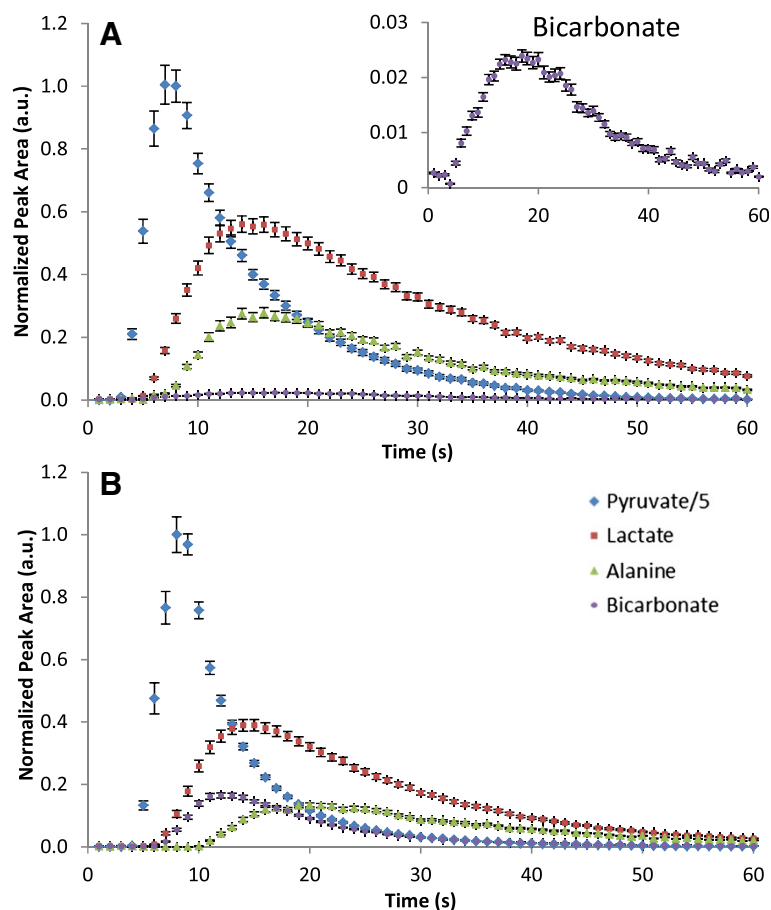 A
Normalized Peak Area (a.u.)
1.2
1.0
0.8
0.6
0.4
0.2
0.0
0 10 20 30 40 50 60
Time (s)
Bicarbonate
0.03
0.02
0.01
0
0 20 40 60
B
Normalized Peak Area (a.u.)
1.2
1.0
0.8
0.6
0.4
0.2
0.0
0 10 20 30 40 50 60
Time (s)
Pyruvate/5
Lactate
Alanine
Bicarbonate